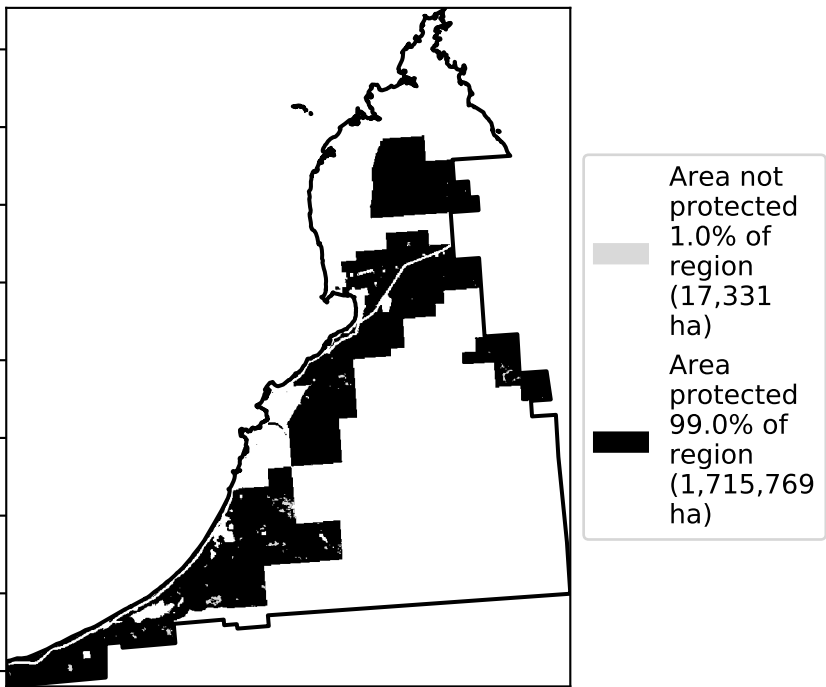 Area not
protected
1.0% of
region
(17,331
ha)
Area
protected
99.0% of
region
(1,715,769
ha)